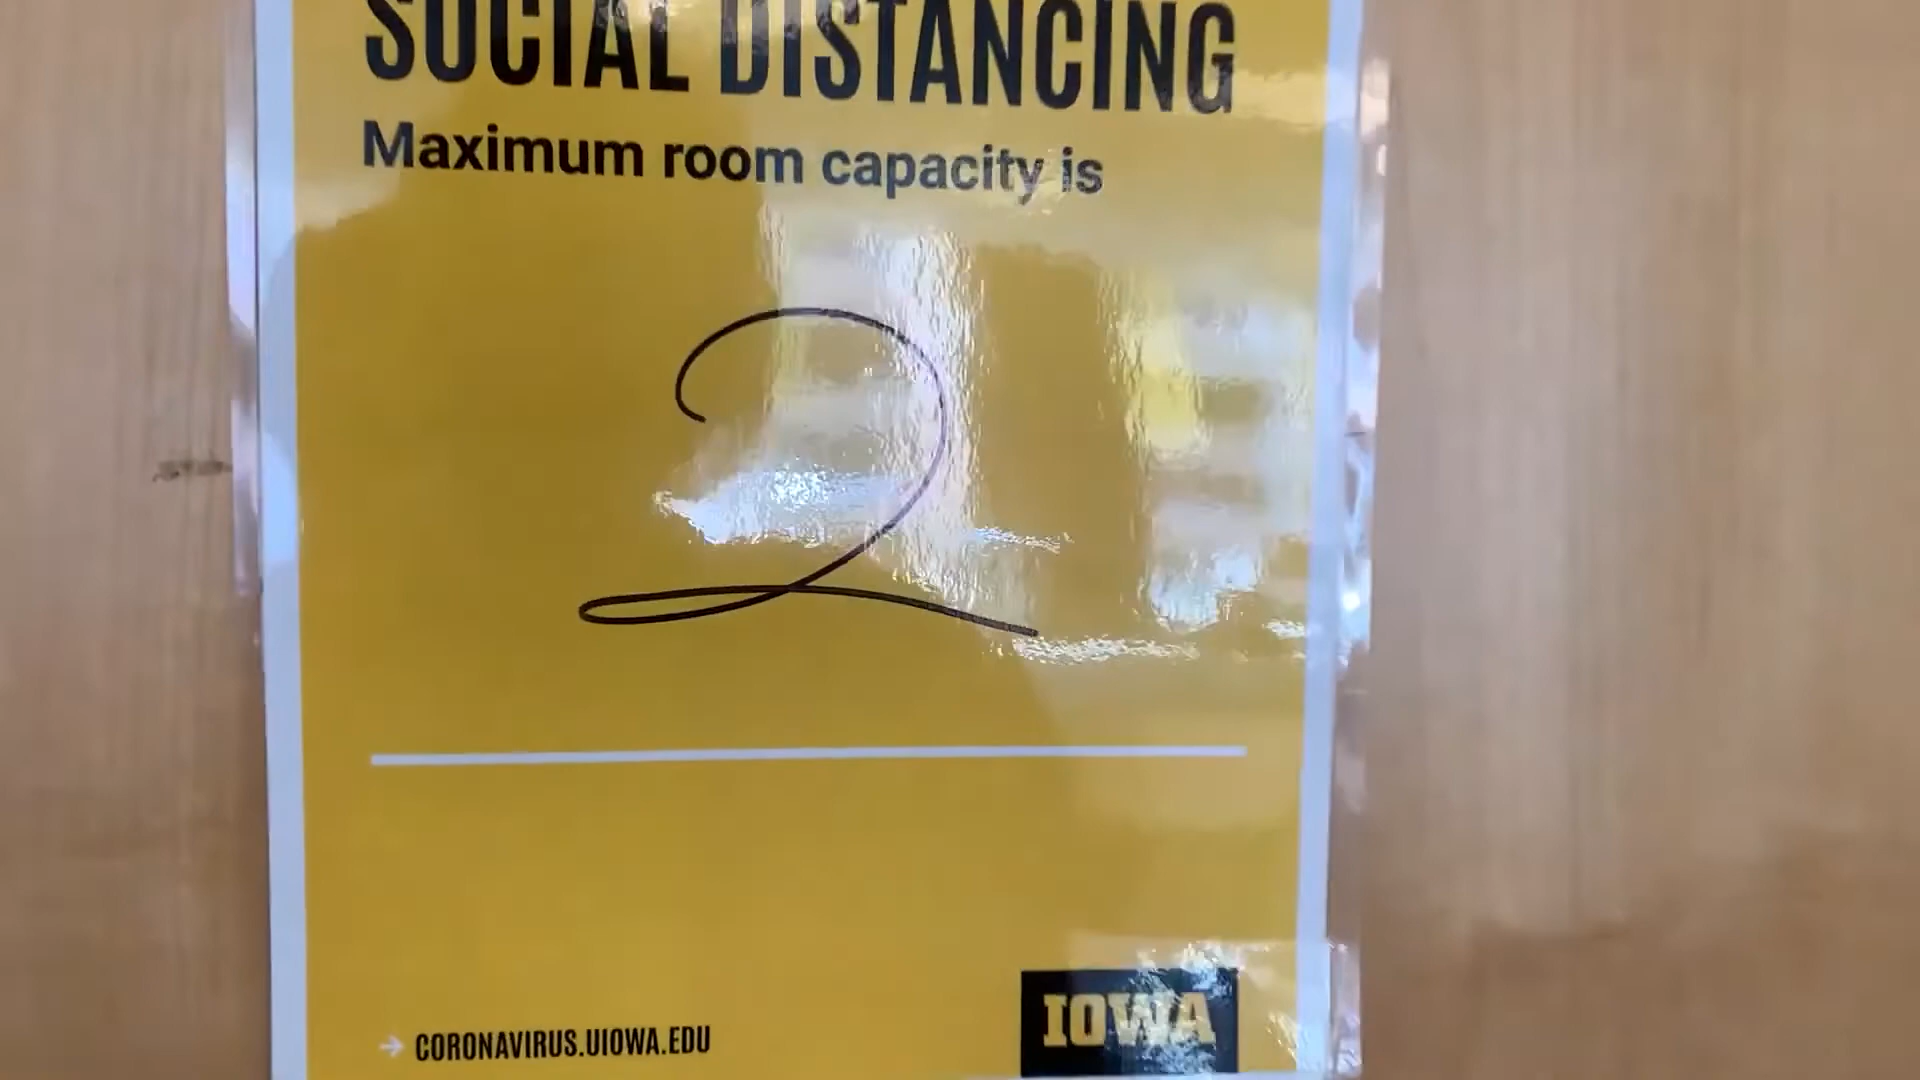 SOCIAL DISTANCING
Maximum room capacity is
2
CORONAVIRUS.UIOWA.EDU
IOWA